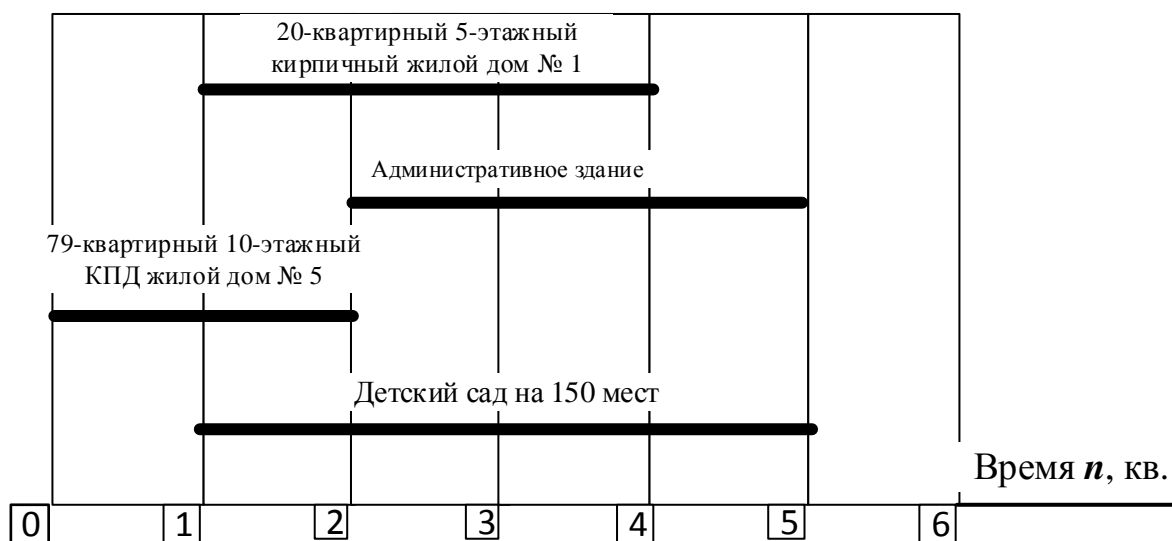 20-квартирный 5-этажный
кирпичный жилой дом № 1
Административное здание
79-квартирный 10-этажный
КПД жилой дом № 5
Детский сад на 150 мест
Время n, кв.
0 1 2 3 4 5 6